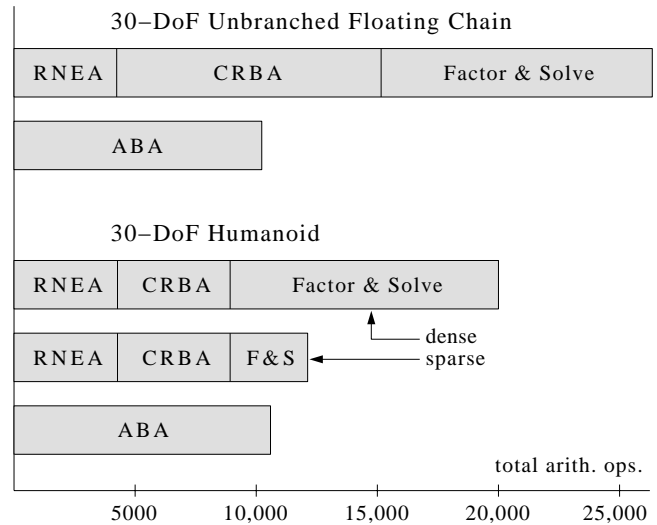 30–DoF Unbranched Floating Chain
RNEA CRBA Factor & Solve
ABA
30–DoF Humanoid
RNEA CRBA Factor & Solve
dense
RNEA CRBA F&S sparse
ABA
total arith. ops.
5000 10,000 15,000 20,000 25,000